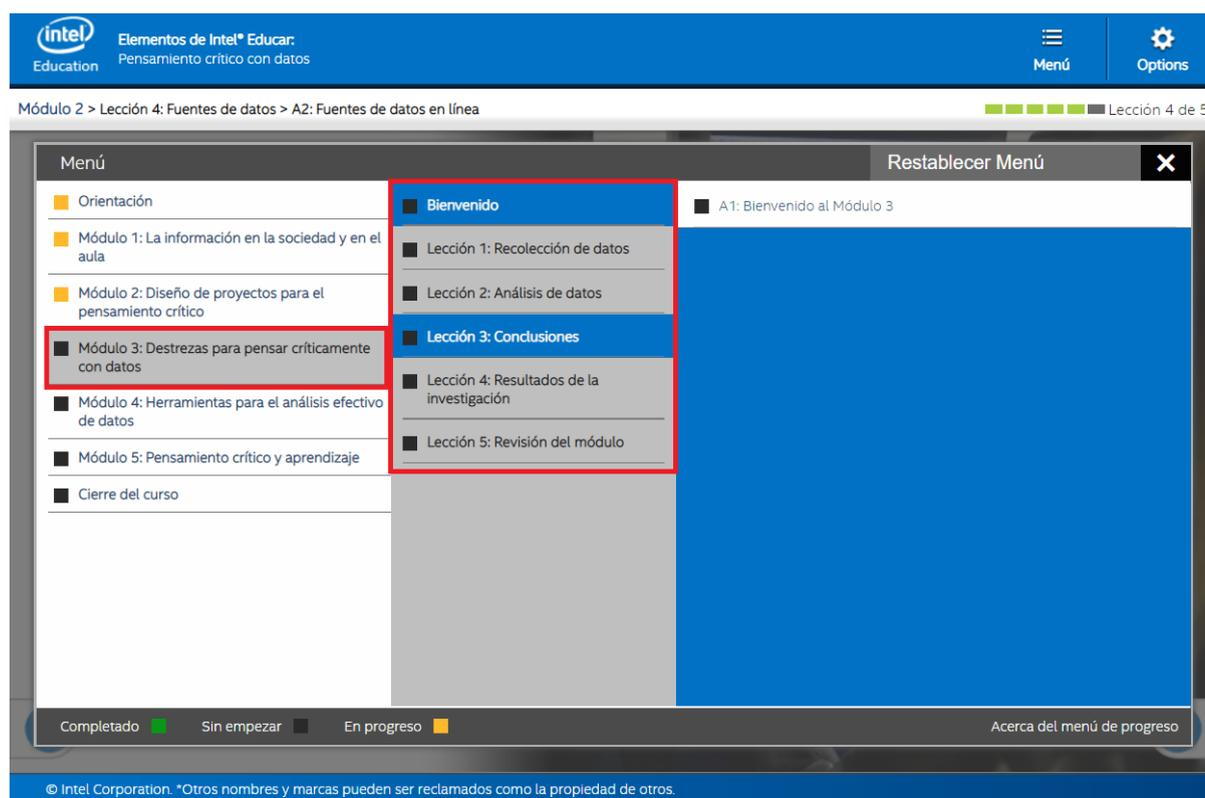 intel
Education
Elementos de Intel® Educar:
Pensamiento crítico con datos
Menú
Options
Módulo 2 > Lección 4: Fuentes de datos > A2: Fuentes de datos en línea
Lección 4 de 5
Menú
Restablecer Menú
Orientación
Módulo 1: La información en la sociedad y en el
aula
Módulo 2: Diseño de proyectos para el
pensamiento crítico
Módulo 3: Destrezas para pensar críticamente
con datos
Módulo 4: Herramientas para el análisis efectivo
de datos
Módulo 5: Pensamiento crítico y aprendizaje
Cierre del curso
Bienvenido
Lección 1: Recolección de datos
Lección 2: Análisis de datos
Lección 3: Conclusiones
Lección 4: Resultados de la
investigación
Lección 5: Revisión del módulo
A1: Bienvenido al Módulo 3
Completado
Sin empezar
En progreso
Acerca del menú de progreso
© Intel Corporation. *Otros nombres y marcas pueden ser reclamados como la propiedad de otros.